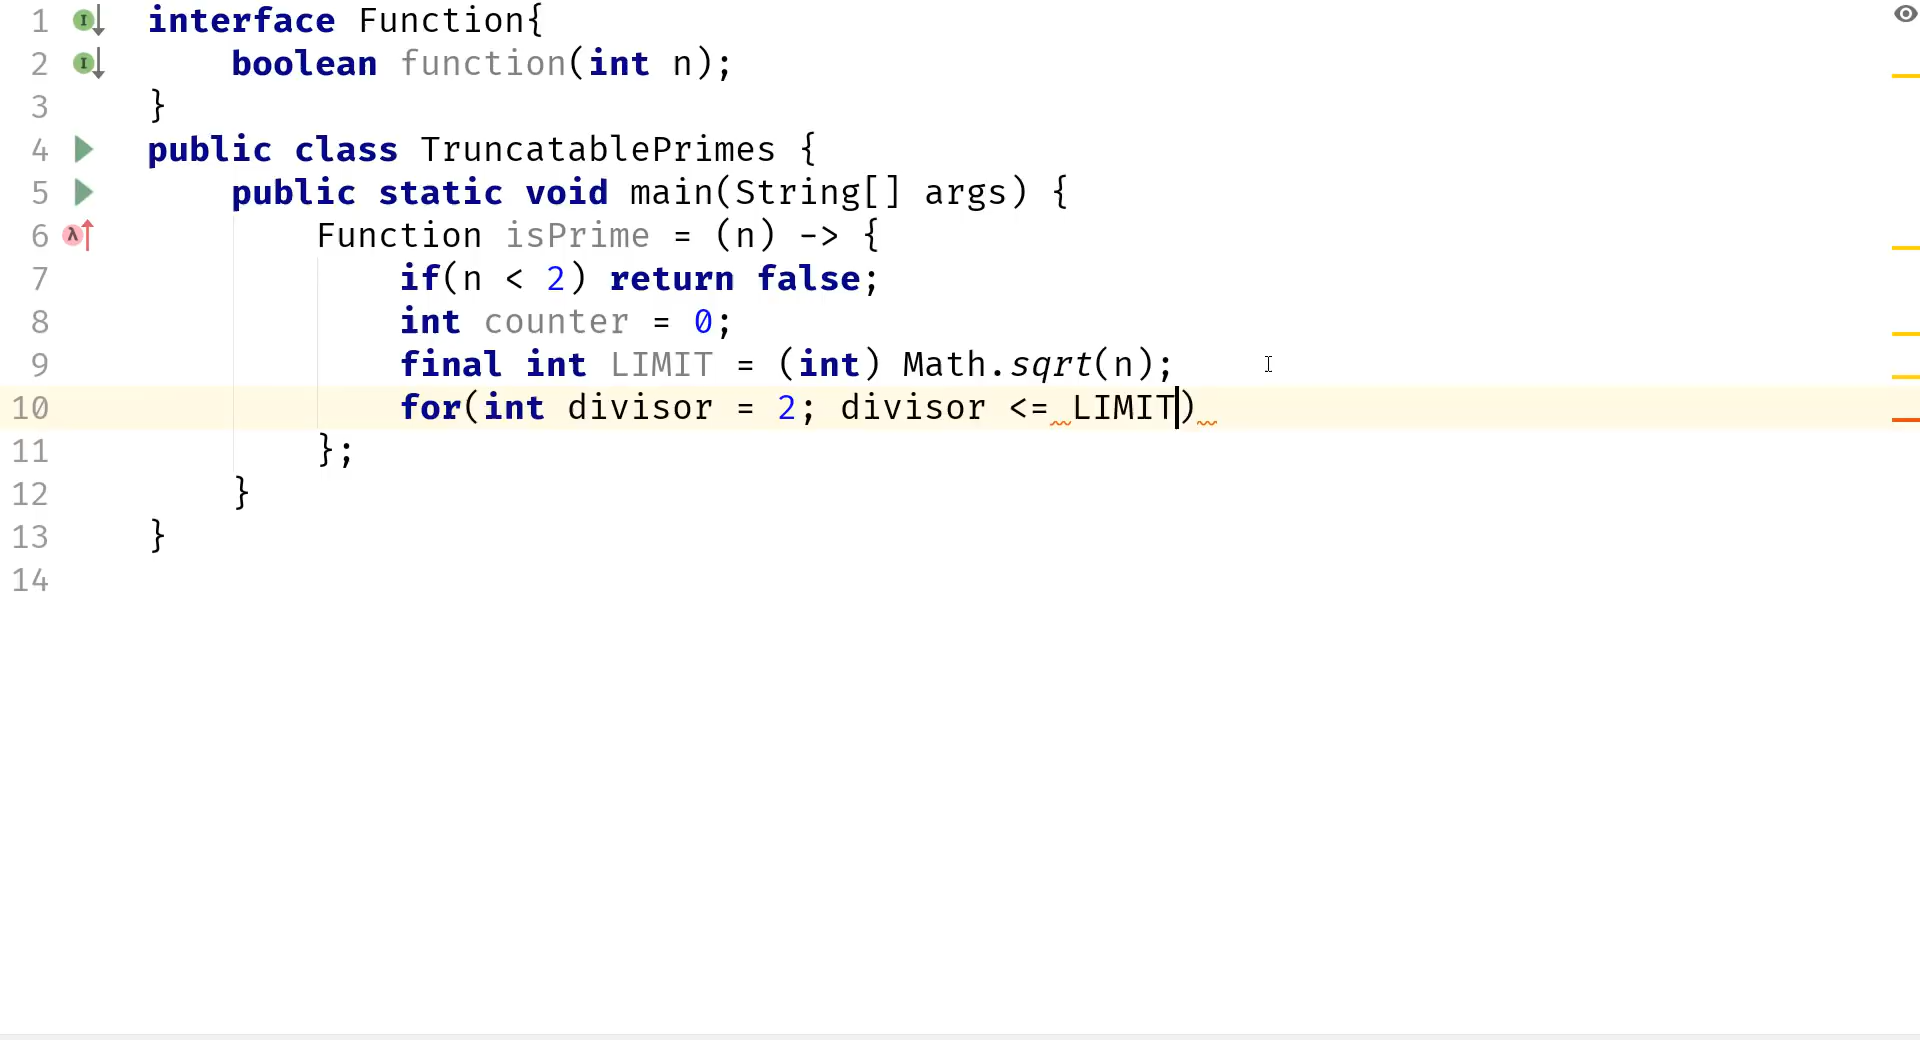 1 interface Function{
2 boolean function(int n);
3 }
4 public class TruncatablePrimes {
5 public static void main(String[] args) {
6 Function isPrime = (n) -> {
7 if(n < 2) return false;
8 int counter = 0;
9 final int LIMIT = (int) Math.sqrt(n);
10 for(int divisor = 2; divisor <= LIMIT)
11 };
12 }
13 }
14